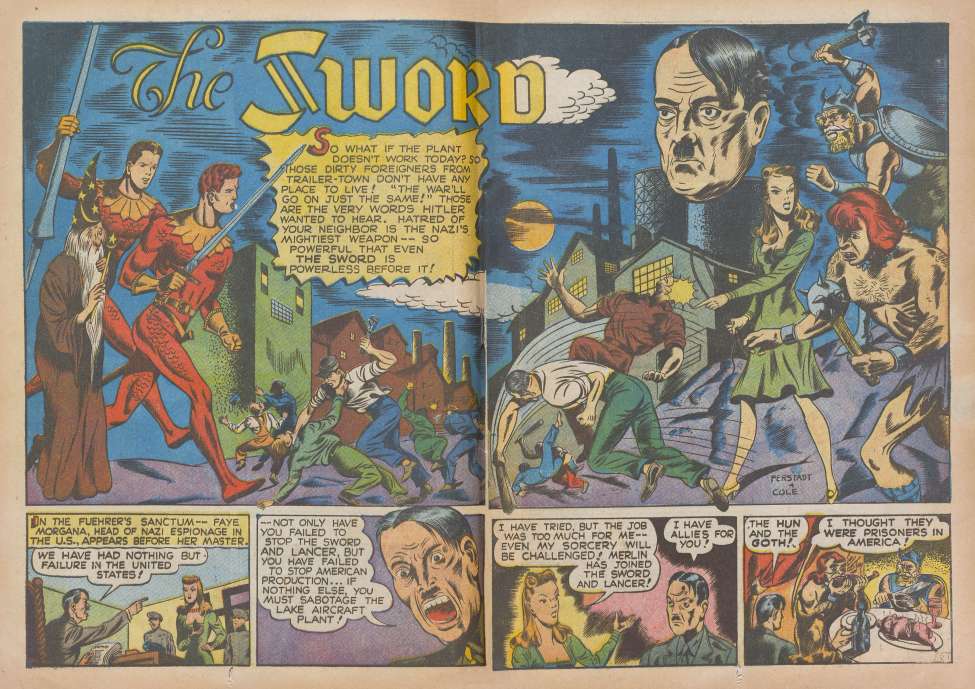 The Sword
So what if the plant
doesn't work today? So
those dirty foreigners from
trailer-town don't have any
place to live! "The war'll
go on just the same!" Those
are the very words Hitler
wanted to hear. Hatred of
your neighbor is the Nazi's
mightiest weapon -- so
powerful that even
The Sword is
powerless before it!
Ferstadt
&
Cole
In the Fuehrer's sanctum -- Faye,
Morgana, head of Nazi espionage in
the U.S., appears before her master.
We have had nothing but
failure in the United
States!
-- Not only have
you failed to
stop the Sword
and Lancer, but
you have failed
to stop American
production... If
nothing else, you
must sabotage the
Lake Aircraft
plant!
I have tried, but the job
was too much for me --
even my sorcery will
be challenged! Merlin
has joined
the Sword
and Lancer!
I have
allies for
you!
The Hun
and the
Goth!
I thought they
were prisoners in
America!